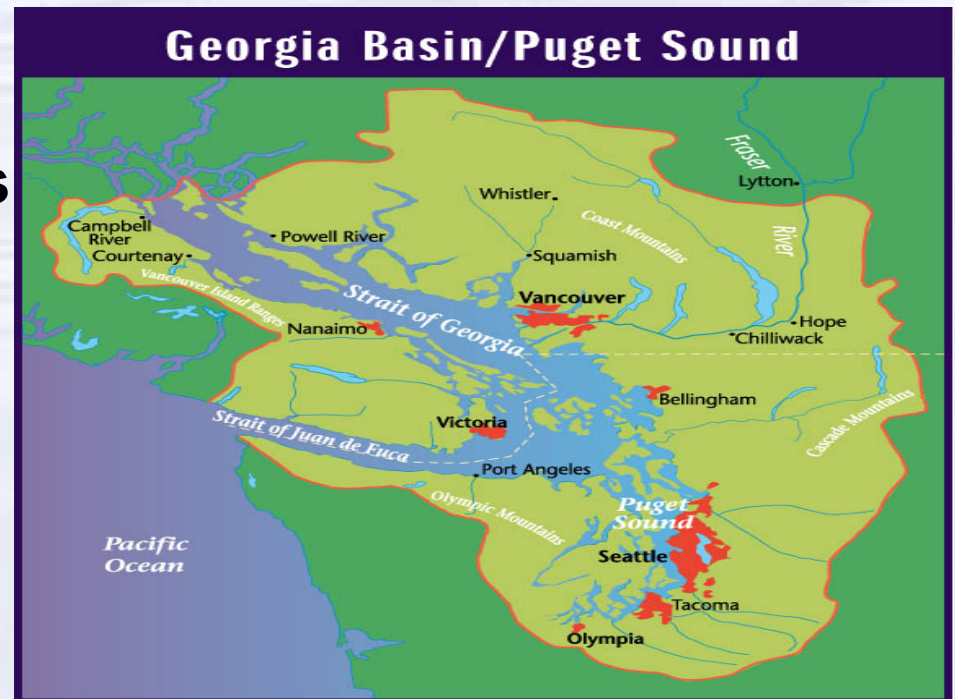 Georgia Basin/Puget Sound
s
Fraser
River
Lytton
Whistler
Coast Mountains
Campbell
River
Powell River
Courtenay
Squamish
Vancouver Island Ranges
Vancouver
Strait of Georgia
Nanaimo
Hope
Chilliwack
Bellingham
Cascade Mountains
Victoria
Strait of Juan de Fuca
Port Angeles
Olympic Mountains
Puget
Sound
Pacific
Ocean
Seattle
Tacoma
Olympia